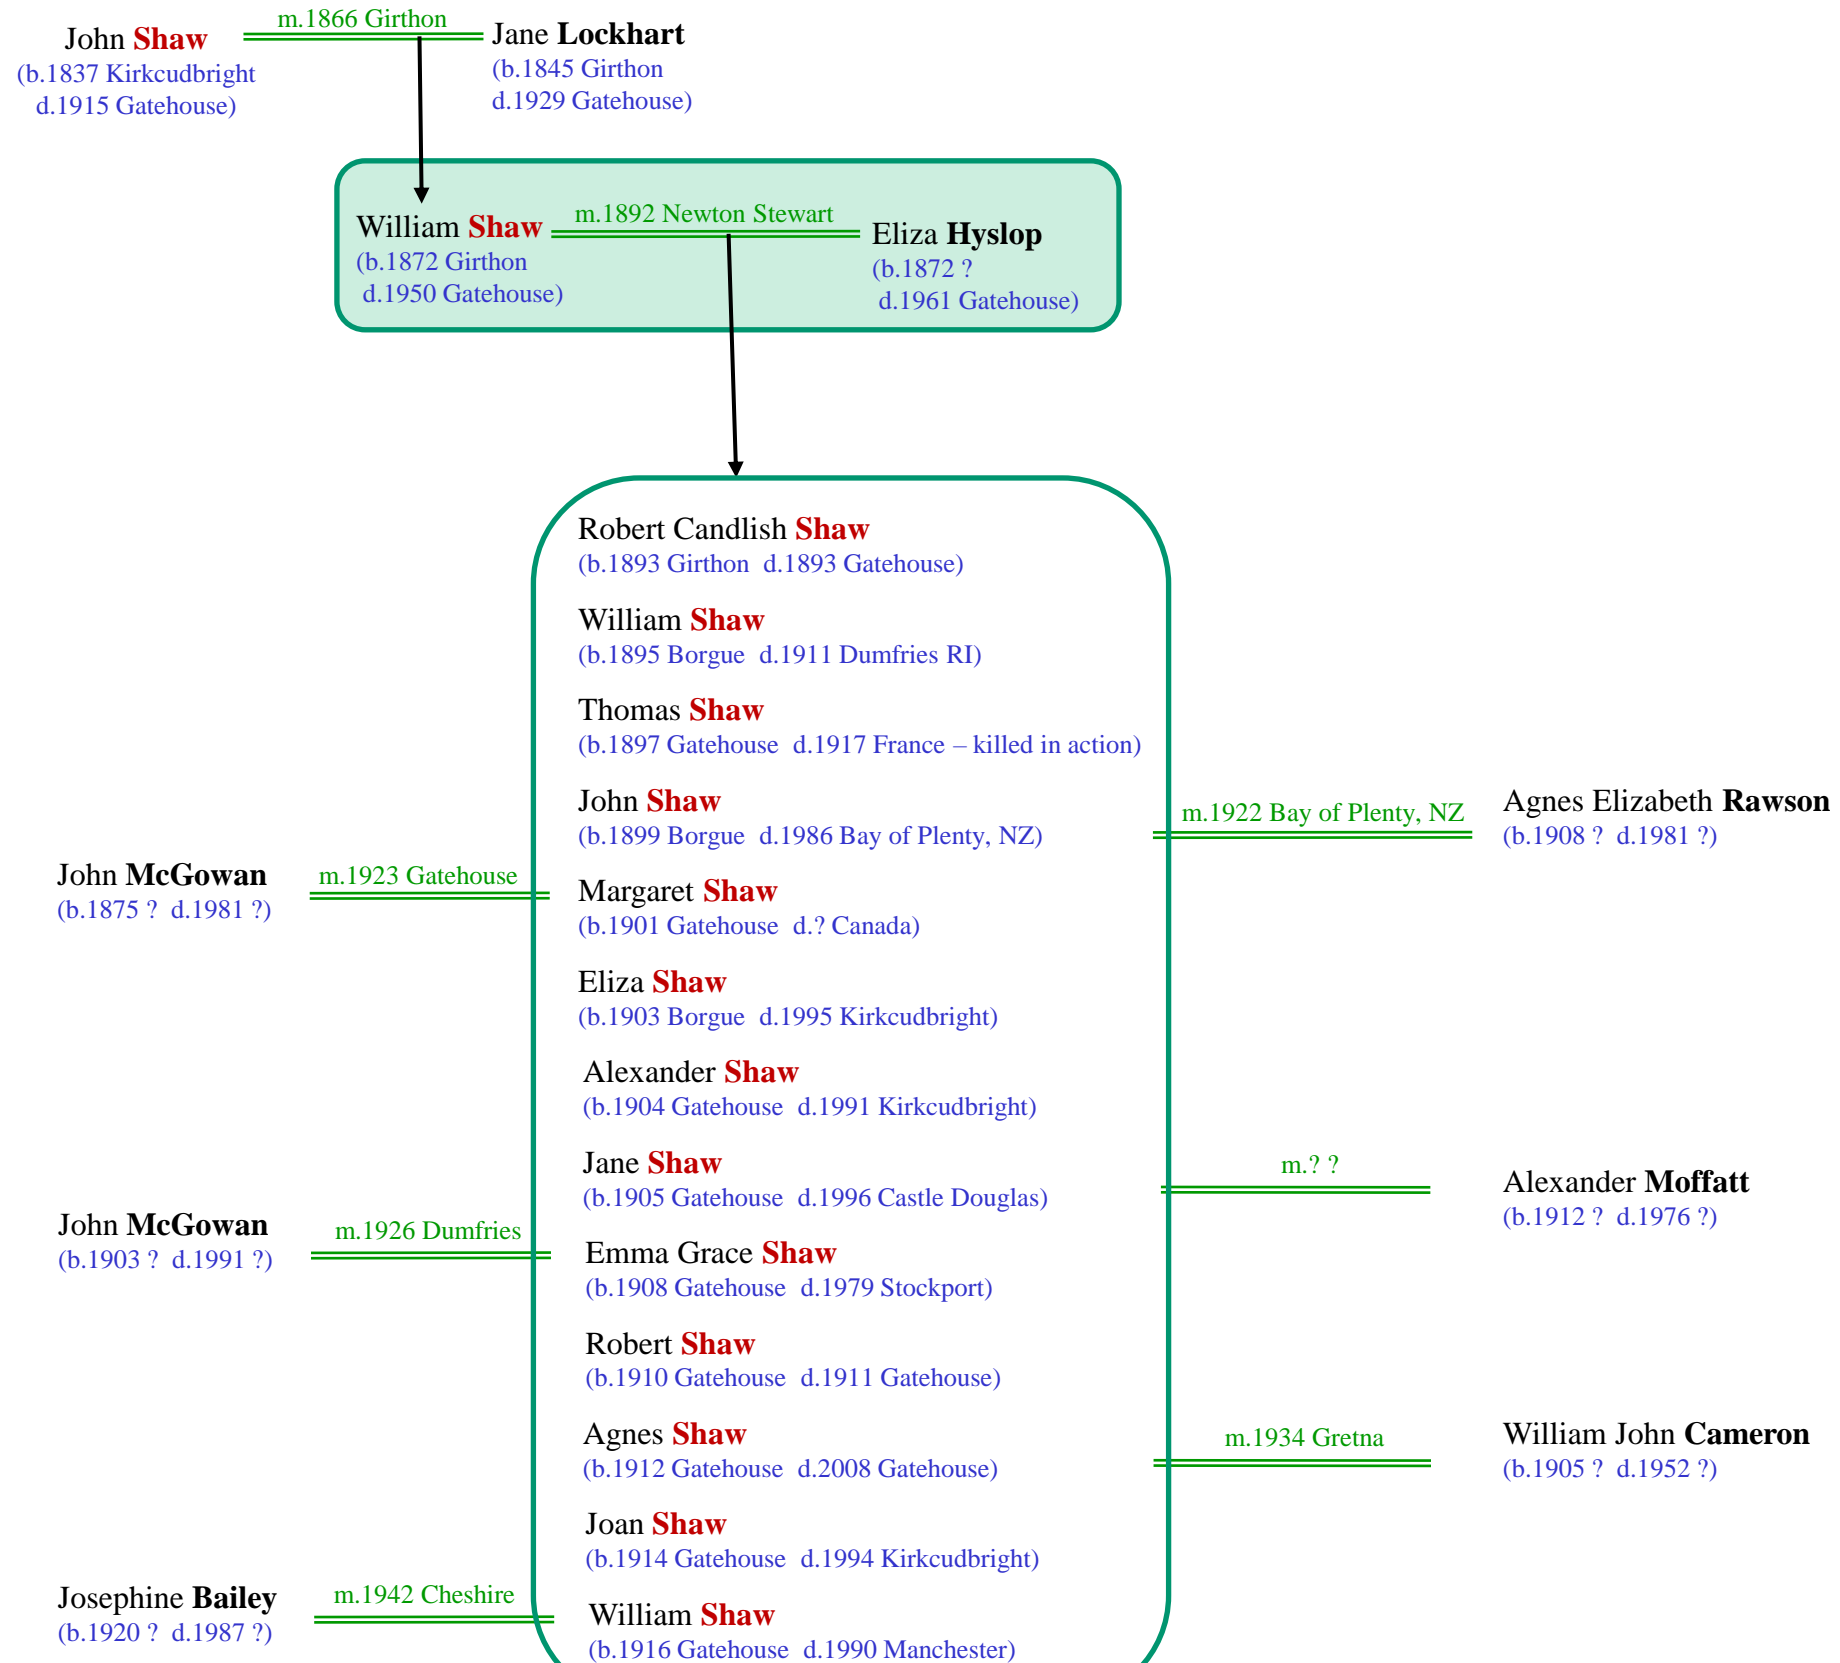 m.1866 Girthon
John Shaw
Jane Lockhart
(b.1837 Kirkcudbright
d.1915 Gatehouse)
(b.1845 Girthon
d.1929 Gatehouse)
William Shaw
m.1892 Newton Stewart
Eliza Hyslop
(b.1872 Girthon
d.1950 Gatehouse)
(b.1872 ?
d.1961 Gatehouse)
Robert Candlish Shaw
(b.1893 Girthon d.1893 Gatehouse)
William Shaw
(b.1895 Borgue d.1911 Dumfries RI)
Thomas Shaw
(b.1897 Gatehouse d.1917 France – killed in action)
John Shaw
(b.1899 Borgue d.1986 Bay of Plenty, NZ)
m.1922 Bay of Plenty, NZ
Agnes Elizabeth Rawson
(b.1908 ? d.1981 ?)
John McGowan
(b.1875 ? d.1981 ?)
m.1923 Gatehouse
Margaret Shaw
(b.1901 Gatehouse d.? Canada)
Eliza Shaw
(b.1903 Borgue d.1995 Kirkcudbright)
Alexander Shaw
(b.1904 Gatehouse d.1991 Kirkcudbright)
Jane Shaw
(b.1905 Gatehouse d.1996 Castle Douglas)
m.? ?
Alexander Moffatt
(b.1912 ? d.1976 ?)
John McGowan
(b.1903 ? d.1991 ?)
m.1926 Dumfries
Emma Grace Shaw
(b.1908 Gatehouse d.1979 Stockport)
Robert Shaw
(b.1910 Gatehouse d.1911 Gatehouse)
Agnes Shaw
(b.1912 Gatehouse d.2008 Gatehouse)
m.1934 Gretna
William John Cameron
(b.1905 ? d.1952 ?)
Joan Shaw
(b.1914 Gatehouse d.1994 Kirkcudbright)
Josephine Bailey
(b.1920 ? d.1987 ?)
m.1942 Cheshire
William Shaw
(b.1916 Gatehouse d.1990 Manchester)